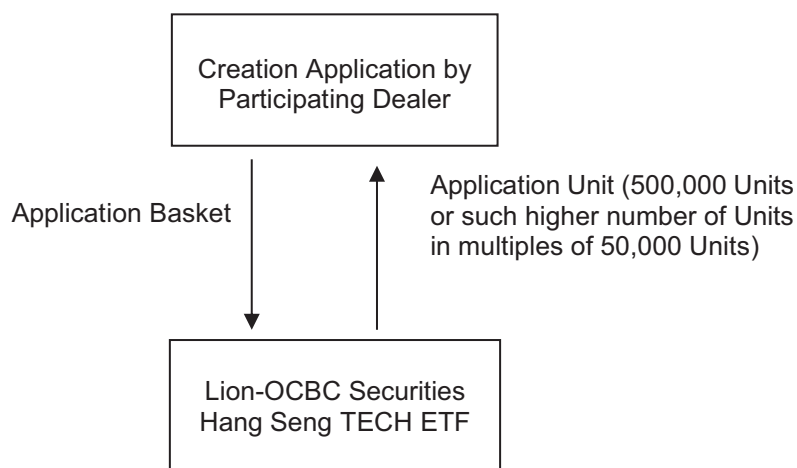 Creation Application by
Participating Dealer
Application Basket
Application Unit (500,000 Units
or such higher number of Units
in multiples of 50,000 Units)
Lion-OCBC Securities
Hang Seng TECH ETF